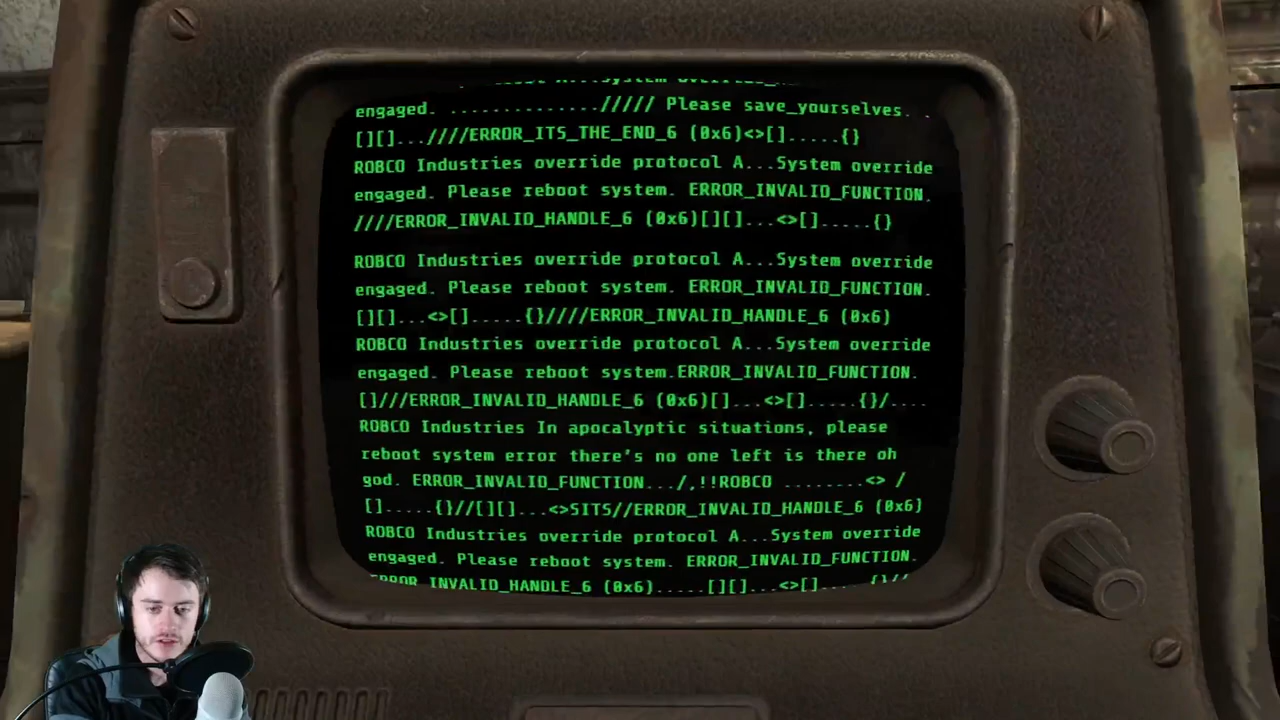 engaged. ............../////  Please save_yourselves. .
[][]...////ERROR_ITS_THE_END_6 (0x6)<>[].....{}
ROBCO Industries override protocol A...System override
engaged. Please reboot system. ERROR_INVALID_FUNCTION.
////ERROR_INVALID_HANDLE_6 (0x6)[][]...<>[].....{}
ROBCO Industries override protocol A...System override
engaged. Please reboot system. ERROR_INVALID_FUNCTION.
[][]...<>[].....{}////ERROR_INVALID_HANDLE_6 (0x6)
ROBCO Industries override protocol A...System override
engaged. Please reboot system.ERROR_INVALID_FUNCTION.
[]///ERROR_INVALID_HANDLE_6 (0x6)[]...<>[].....{}/....
ROBCO Industries In apocalyptic situations, please
reboot system error there's no one left is there oh
god. ERROR_INVALID_FUNCTION.../,!!ROBCO ........<> /
[].....{}//[][]...<>SITS//ERROR_INVALID_HANDLE_6 (0x6)
ROBCO Industries override protocol A...System override
engaged. Please reboot system. ERROR_INVALID_FUNCTION.
ERROR_INVALID_HANDLE_6 (0x6).....[][]...<>[].....{}//